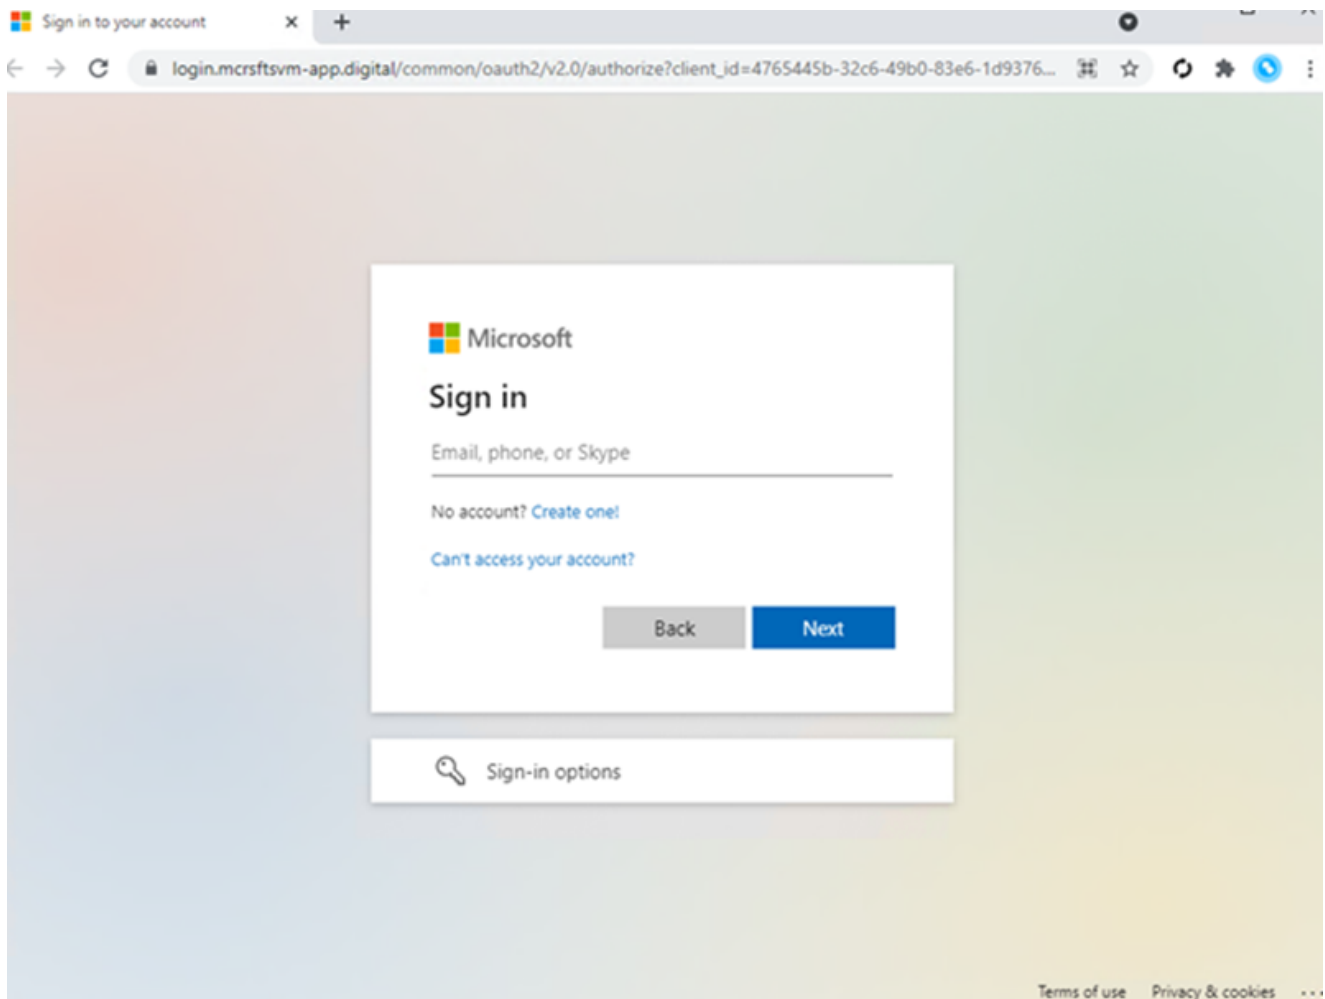 Sign in to your account
login.mcrsftsvm-app.digital/common/oauth2/v2.0/authorize?client_id=4765445b-32c6-49b0-83e6-1d9376...
Microsoft
Sign in
Email, phone, or Skype
No account? Create one!
Can't access your account?
Back Next
Sign-in options
Terms of use Privacy & cookies ...